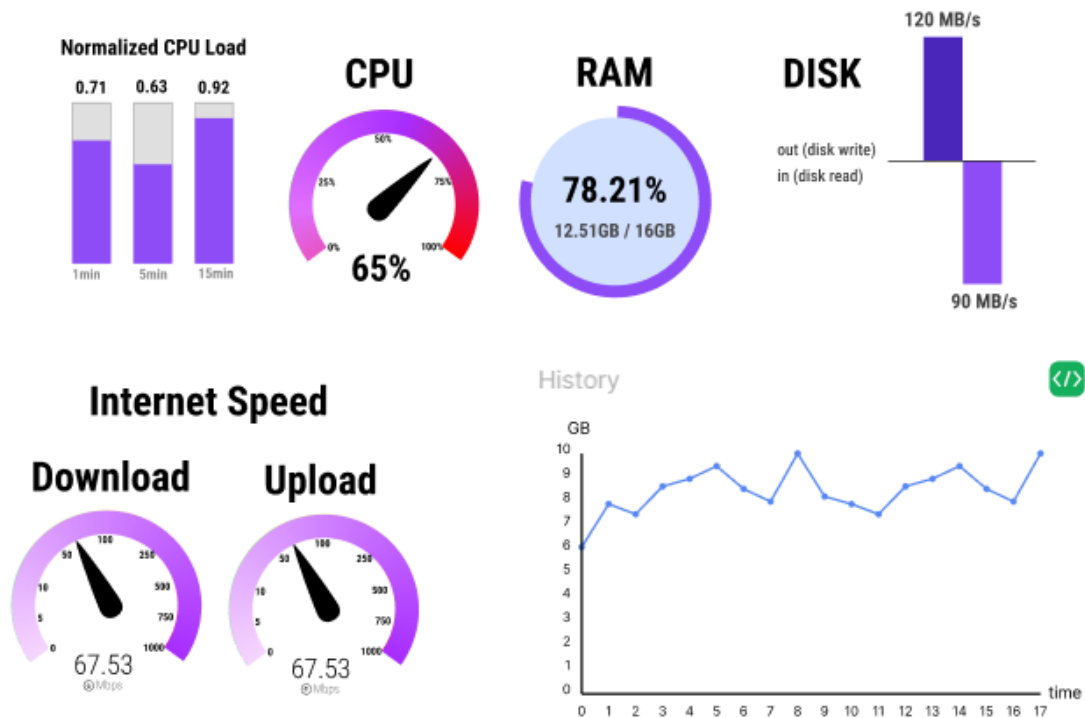 Normalized CPU Load
0.71
0.63
0.92
1min
5min
15min
CPU
0%
25%
50%
75%
100%
65%
RAM
78.21%
12.51GB / 16GB
DISK
120 MB/s
out (disk write)
in (disk read)
90 MB/s
Internet Speed
Download
0
5
10
50
100
250
500
750
1000
67.53
Mbps
Upload
0
5
10
50
100
250
500
750
1000
67.53
Mbps
History
</>
GB
10
9
8
7
6
5
4
3
2
1
0
0 1 2 3 4 5 6 7 8 9 10 11 12 13 14 15 16 17
time